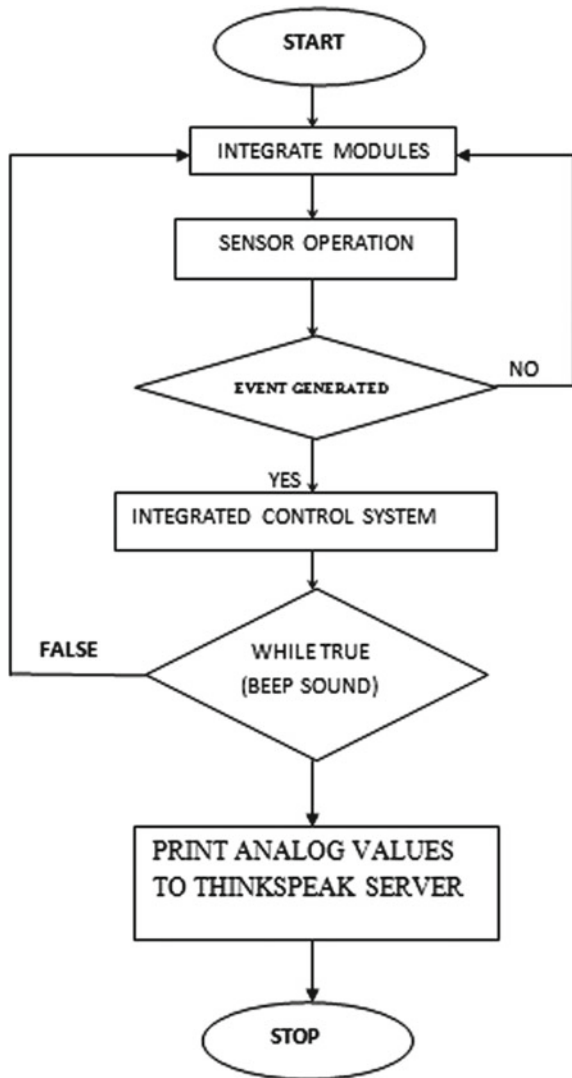 START
INTEGRATE MODULES
SENSOR OPERATION
EVENT GENERATED
NO
YES
INTEGRATED CONTROL SYSTEM
FALSE
WHILE TRUE
(BEEP SOUND)
PRINT ANALOG VALUES
TO THINKSPEAK SERVER
STOP